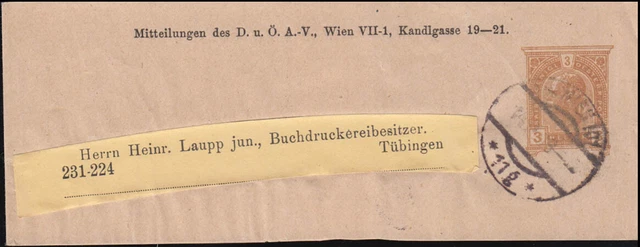 Mitteilungen des D. u. Ö. A.-V., Wien VII-1, Kandlgasse 19—21.
3
3
Herrn Heinr. Laupp jun., Buchdruckereibesitzer.
231-224 Tübingen